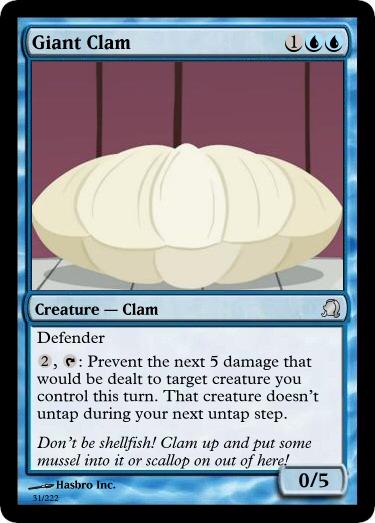 Giant Clam 1
Creature — Clam
Defender
2, : Prevent the next 5 damage that
would be dealt to target creature you
control this turn. That creature doesn't
untap during your next untap step.
Don't be shellfish! Clam up and put some
mussel into it or scallop on out of here!
0/5
Hasbro Inc.
31/222